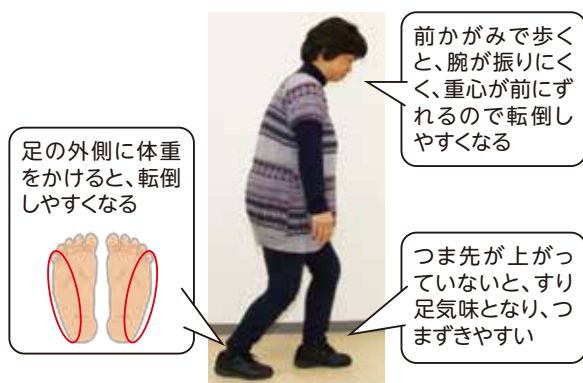 前かがみで歩く
と、腕が振りにく
く、重心が前にず
れるので転倒し
やすくなる
足の外側に体重
をかけると、転倒
しやすくなる
つま先が上がっ
ていないと、すり
足気味となり、つ
まずきやすい